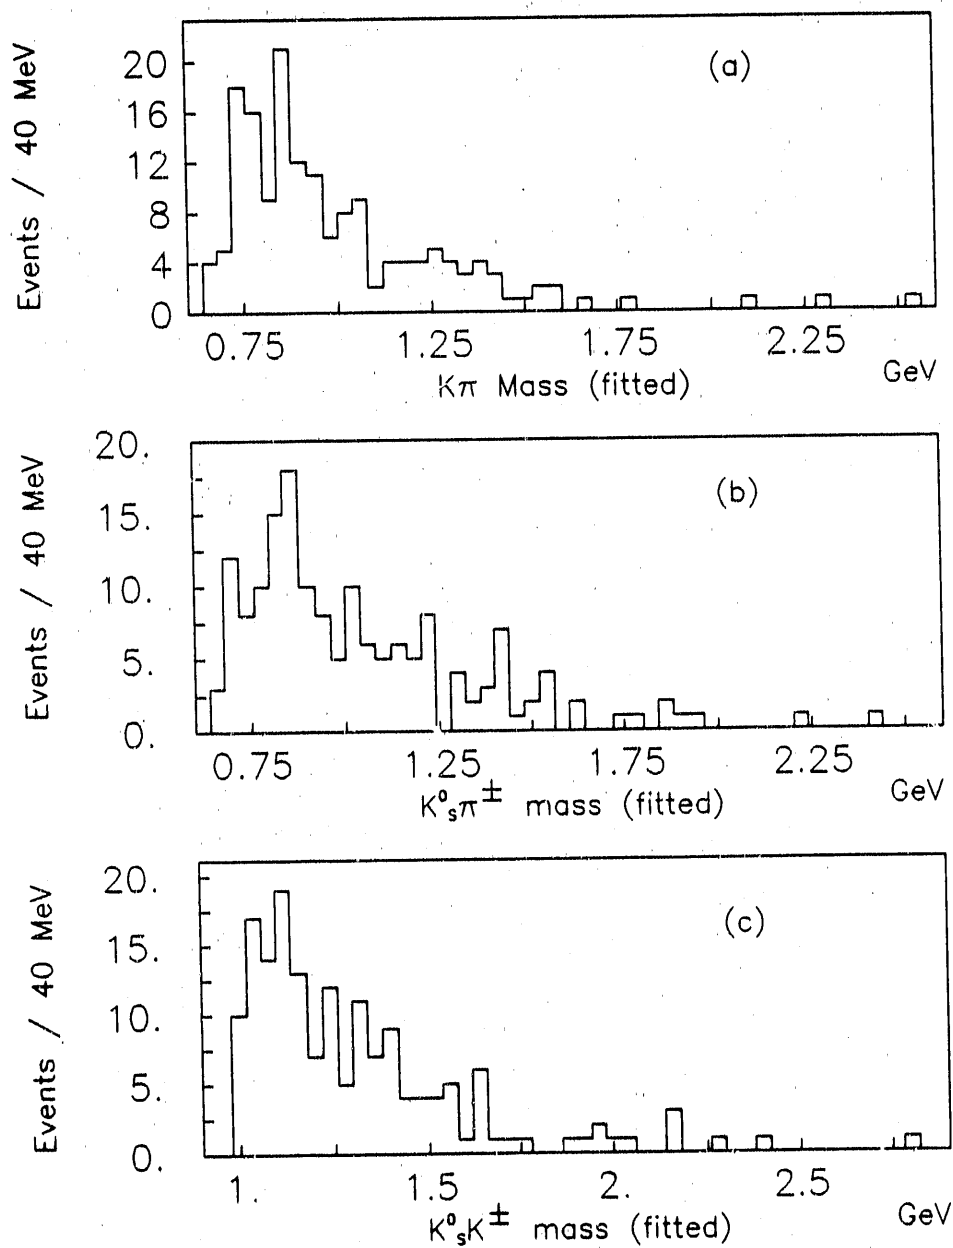 (a)
Events / 40 MeV
20
16
12
8
4
0
0.75 1.25 1.75 2.25
Kπ Mass (fitted) GeV
(b)
Events / 40 MeV
20.
15.
10.
5.
0.
0.75 1.25 1.75 2.25
K⁰ₛπ± mass (fitted) GeV
(c)
Events / 40 MeV
20.
15.
10.
5.
0.
1. 1.5 2. 2.5
K⁰ₛK± mass (fitted) GeV